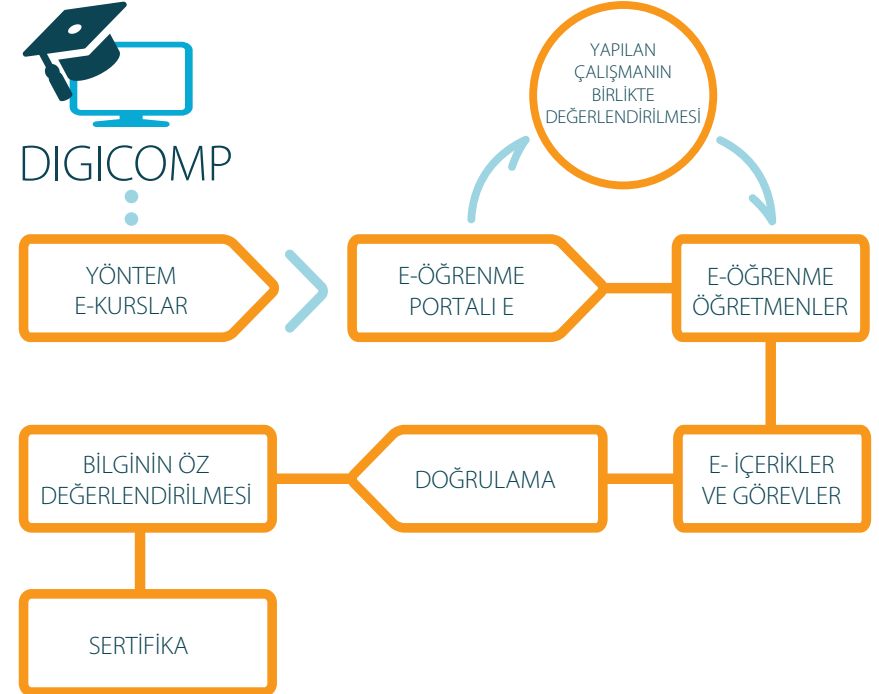 DIGICOMP
YAPILAN
ÇALIŞMANIN
BİRLİKTE
DEĞERLENDİRİLMESİ
YÖNTEM
E-KURSLAR
E-ÖĞRENME
PORTALI E
E-ÖĞRENME
ÖĞRETMENLER
BİLGİNİN ÖZ
DEĞERLENDİRİLMESİ
DOĞRULAMA
E- İÇERİKLER
VE GÖREVLER
SERTİFİKA